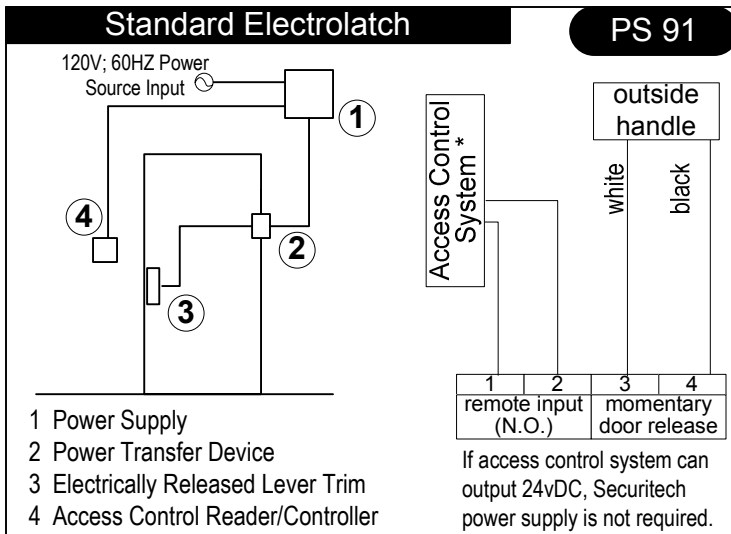 Standard Electrolatch
PS 91
120V; 60HZ Power
Source Input
1
2
3
4
1 Power Supply
2 Power Transfer Device
3 Electrically Released Lever Trim
4 Access Control Reader/Controller
Access Control
System *
outside
handle
white
black
1 2 3 4
remote input
(N.O.)
momentary
door release
If access control system can
output 24vDC, Securitech
power supply is not required.